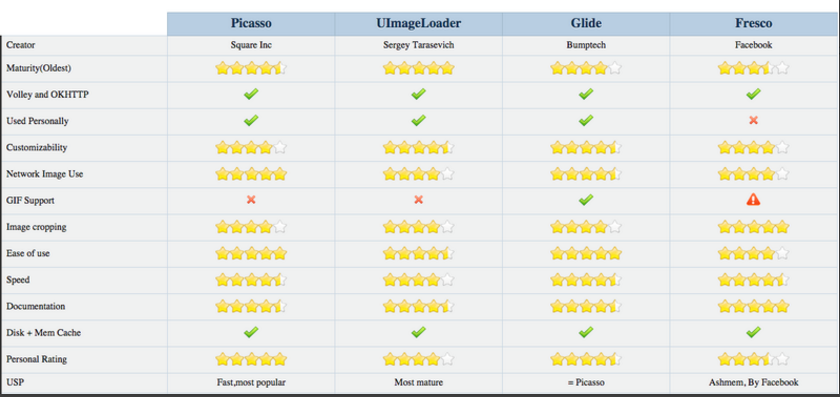 Picasso UImageLoader Glide Fresco
Creator Square Inc Sergey Tarasevich Bumptech Facebook
Maturity(Oldest)
Volley and OKHTTP
Used Personally
Customizability
Network Image Use
GIF Support
Image cropping
Ease of use
Speed
Documentation
Disk + Mem Cache
Personal Rating
USP Fast,most popular Most mature = Picasso Ashmem, By Facebook